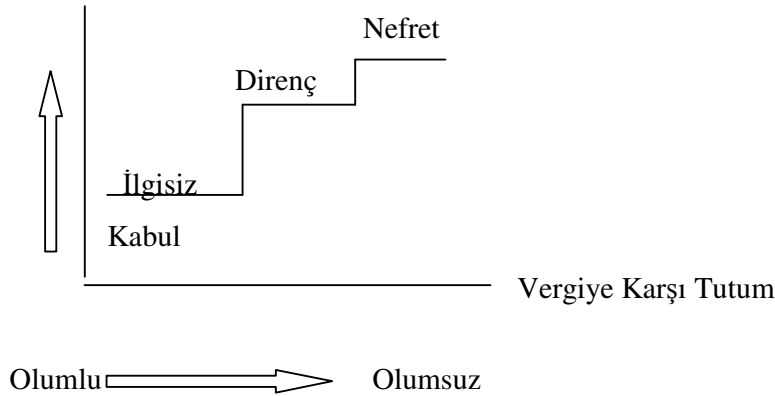 Nefret
Direnç
İlgisiz
Kabul
Vergiye Karşı Tutum
Olumlu Olumsuz